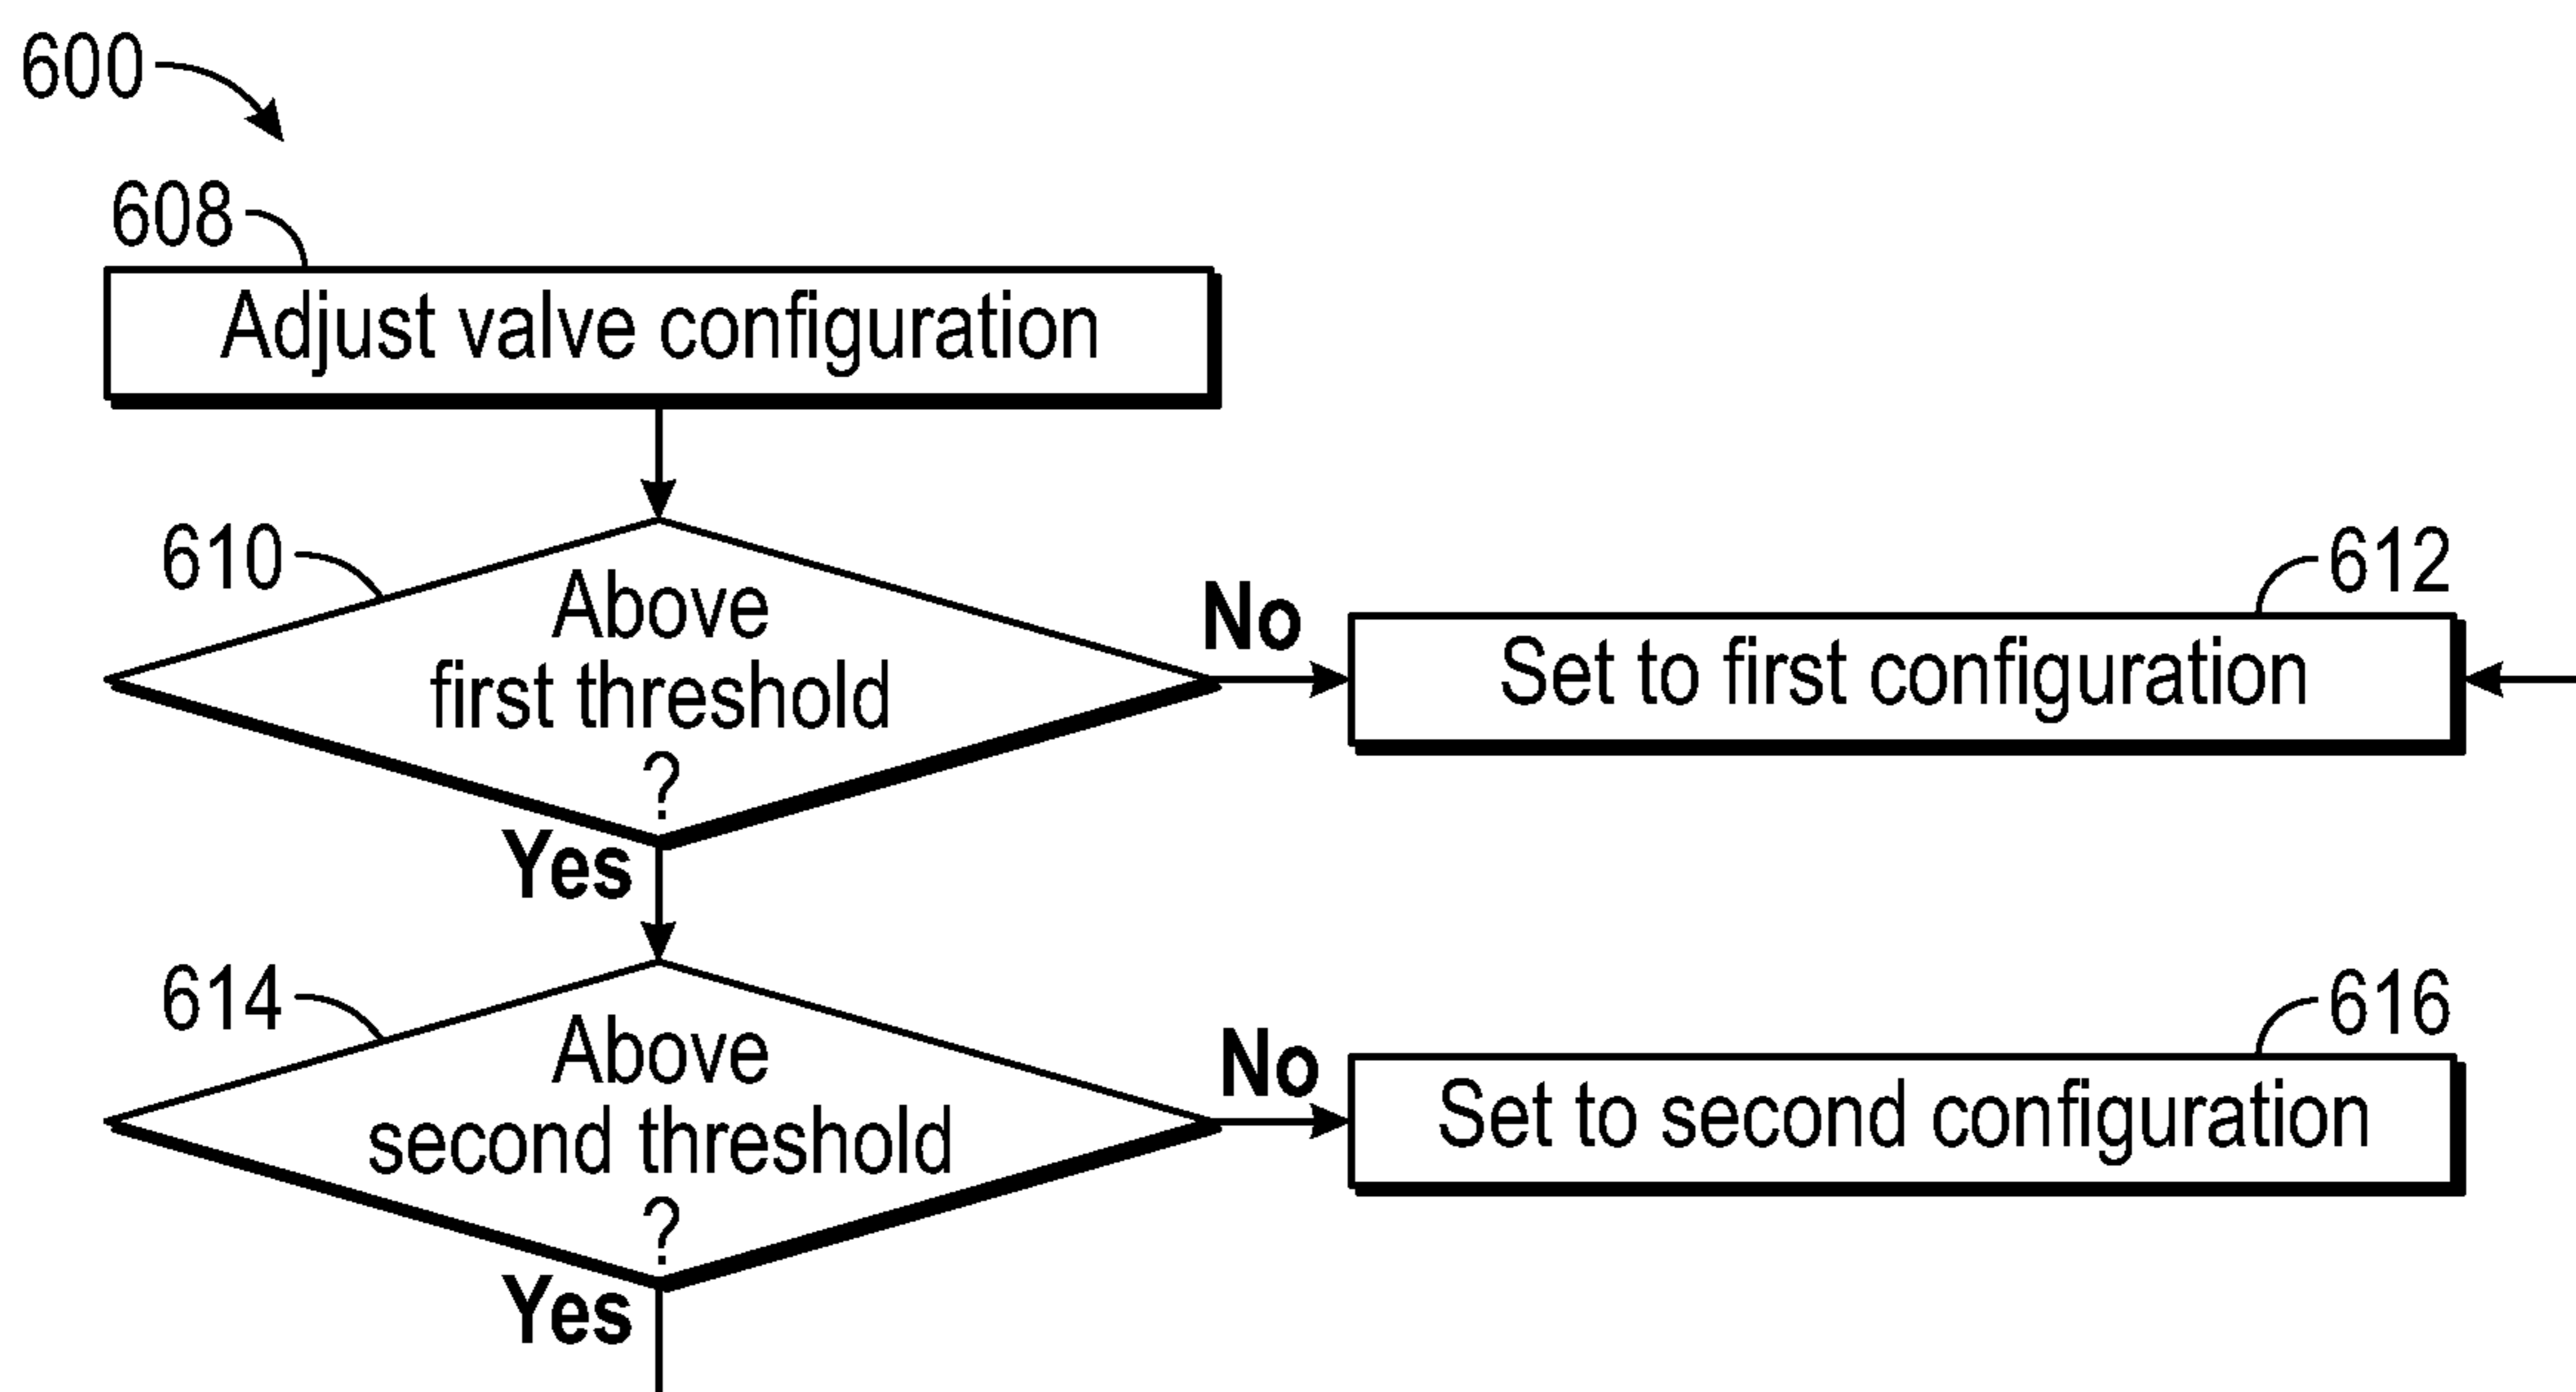 600
608
Adjust valve configuration
610
Above
first threshold
?
No
612
Set to first configuration
Yes
614
Above
second threshold
?
No
616
Set to second configuration
Yes